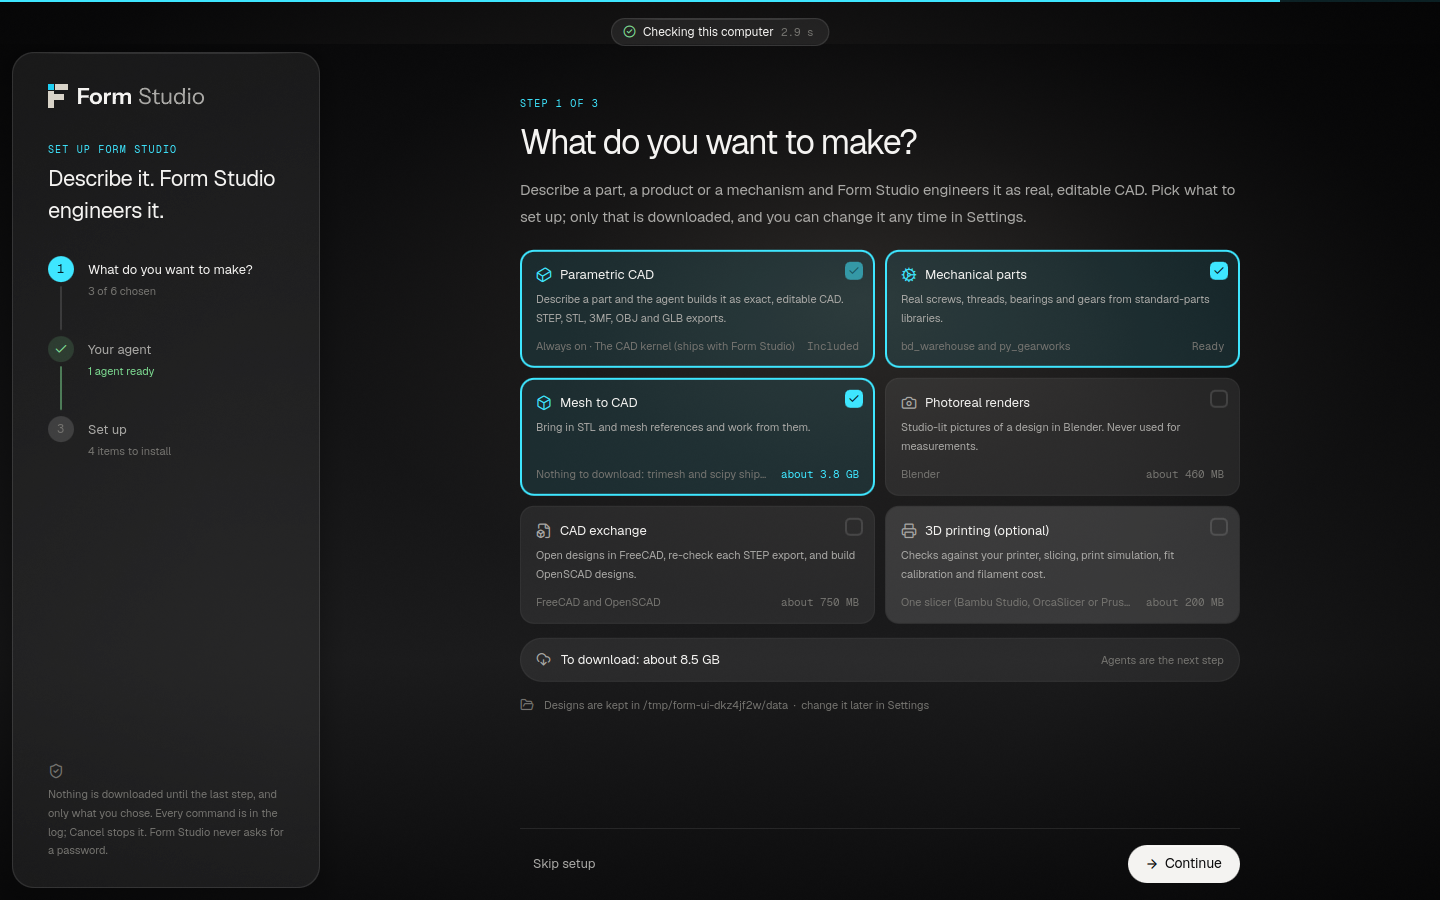 Checking this computer 2.9 s
Form Studio
SET UP FORM STUDIO
Describe it. Form Studio
engineers it.
1
What do you want to make?
3 of 6 chosen
Your agent
1 agent ready
3
Set up
4 items to install
Nothing is downloaded until the last step, and
only what you chose. Every command is in the
log; Cancel stops it. Form Studio never asks for
a password.
STEP 1 OF 3
What do you want to make?
Describe a part, a product or a mechanism and Form Studio engineers it as real, editable CAD. Pick what to
set up; only that is downloaded, and you can change it any time in Settings.
Parametric CAD
Describe a part and the agent builds it as exact, editable CAD.
STEP, STL, 3MF, OBJ and GLB exports.
Always on · The CAD kernel (ships with Form Studio) Included
Mechanical parts
Real screws, threads, bearings and gears from standard-parts
libraries.
bd_warehouse and py_gearworks Ready
Mesh to CAD
Bring in STL and mesh references and work from them.
Nothing to download: trimesh and scipy ship... about 3.8 GB
Photoreal renders
Studio-lit pictures of a design in Blender. Never used for
measurements.
Blender about 460 MB
CAD exchange
Open designs in FreeCAD, re-check each STEP export, and build
OpenSCAD designs.
FreeCAD and OpenSCAD about 750 MB
3D printing (optional)
Checks against your printer, slicing, print simulation, fit
calibration and filament cost.
One slicer (Bambu Studio, OrcaSlicer or Prus... about 200 MB
To download: about 8.5 GB Agents are the next step
Designs are kept in /tmp/form-ui-dkz4jf2w/data · change it later in Settings
Skip setup
Continue